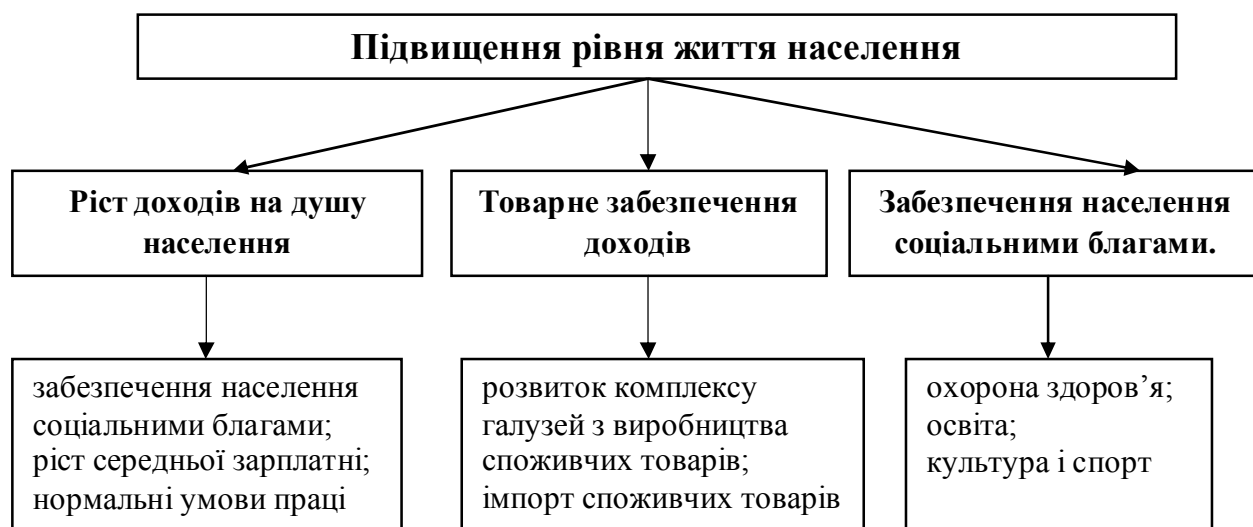 Підвищення рівня життя населення
Ріст доходів на душу
населення
Товарне забезпечення
доходів
Забезпечення населення
соціальними благами.
забезпечення населення
соціальними благами;
ріст середньої зарплатні;
нормальні умови праці
розвиток комплексу
галузей з виробництва
споживчих товарів;
імпорт споживчих товарів
охорона здоров’я;
освіта;
культура і спорт